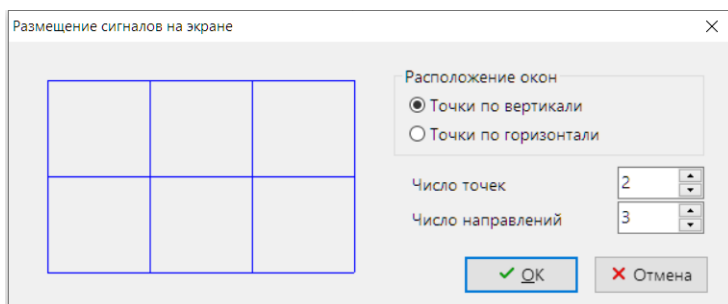 Размещение сигналов на экране
Расположение окон
Точки по вертикали
Точки по горизонтали
Число точек 2
Число направлений 3
OK Отмена